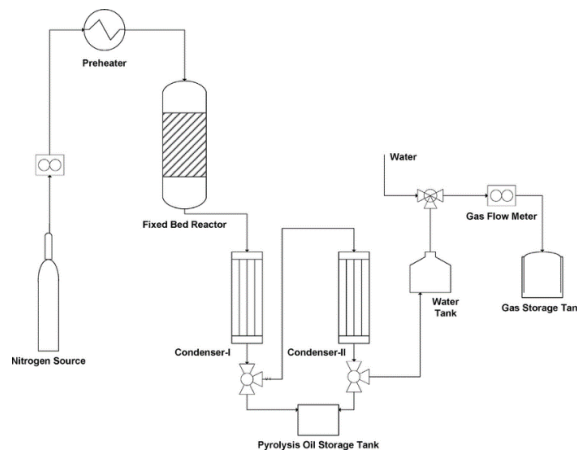 Preheater
Water
Fixed Bed Reactor
Gas Flow Meter
Water
Tank
Gas Storage Tan
Nitrogen Source
Condenser-I
Condenser-II
Pyrolysis Oil Storage Tank